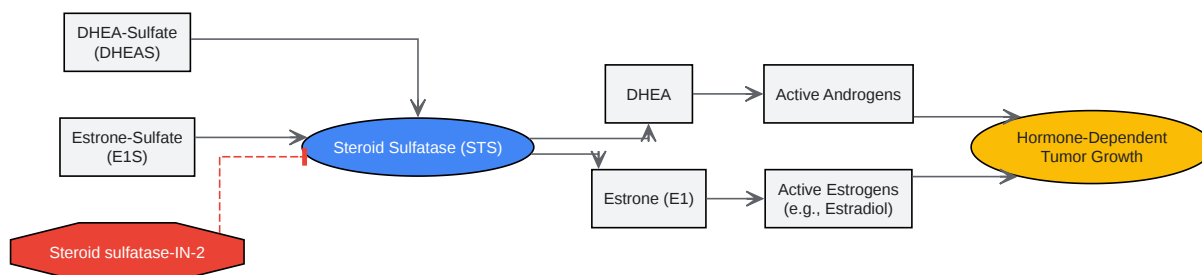 DHEA-Sulfate
(DHEAS)
Estrone-Sulfate
(E1S)
Steroid sulfatase-IN-2
Steroid Sulfatase (STS)
DHEA
Active Androgens
Estrone (E1)
Active Estrogens
(e.g., Estradiol)
Hormone-Dependent
Tumor Growth